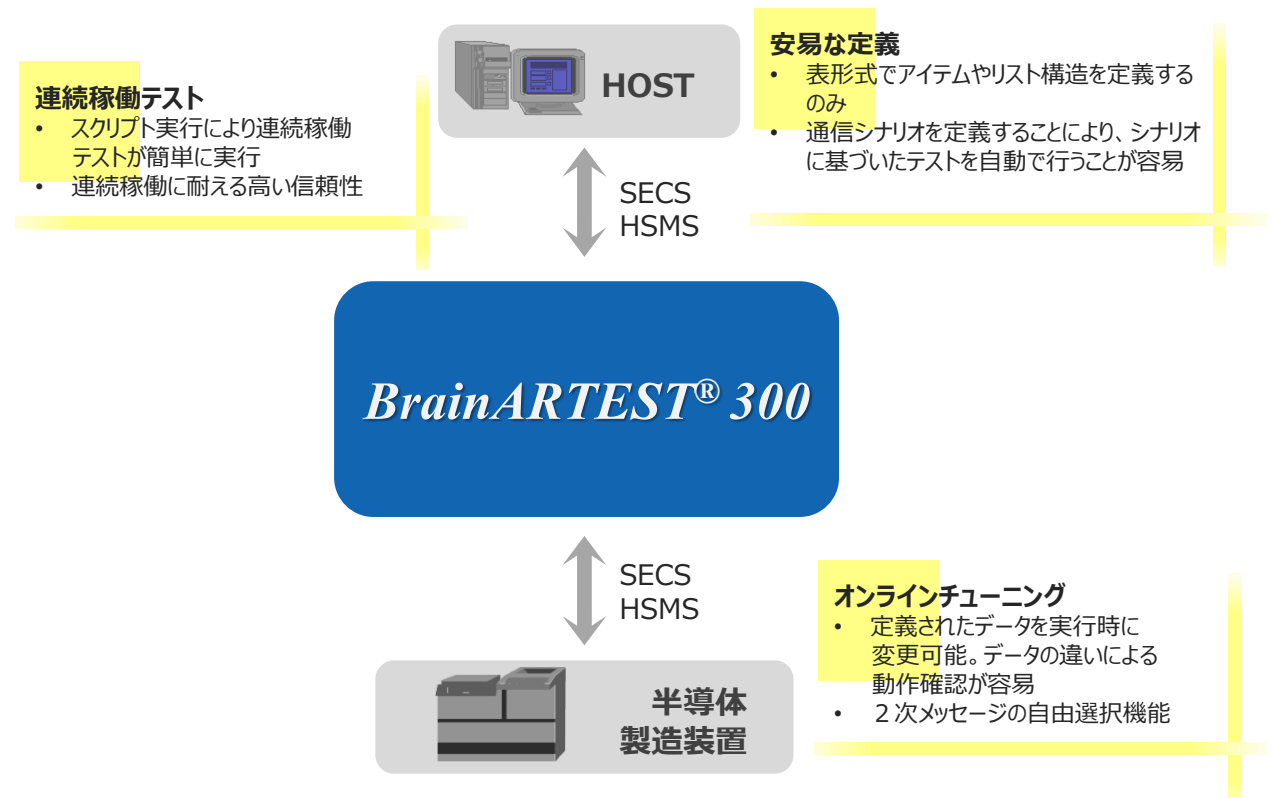 連続稼働テスト
• スクリプト実行により連続稼働
テストが簡単に実行
• 連続稼働に耐える高い信頼性
HOST
安易な定義
• 表形式でアイテムやリスト構造を定義する
のみ
• 通信シナリオを定義することにより、シナリオ
に基づいたテストを自動で行うことが容易
SECS
HSMS
BrainARTEST® 300
SECS
HSMS
半導体
製造装置
オンラインチューニング
• 定義されたデータを実行時に
変更可能。データの違いによる
動作確認が容易
• ２次メッセージの自由選択機能